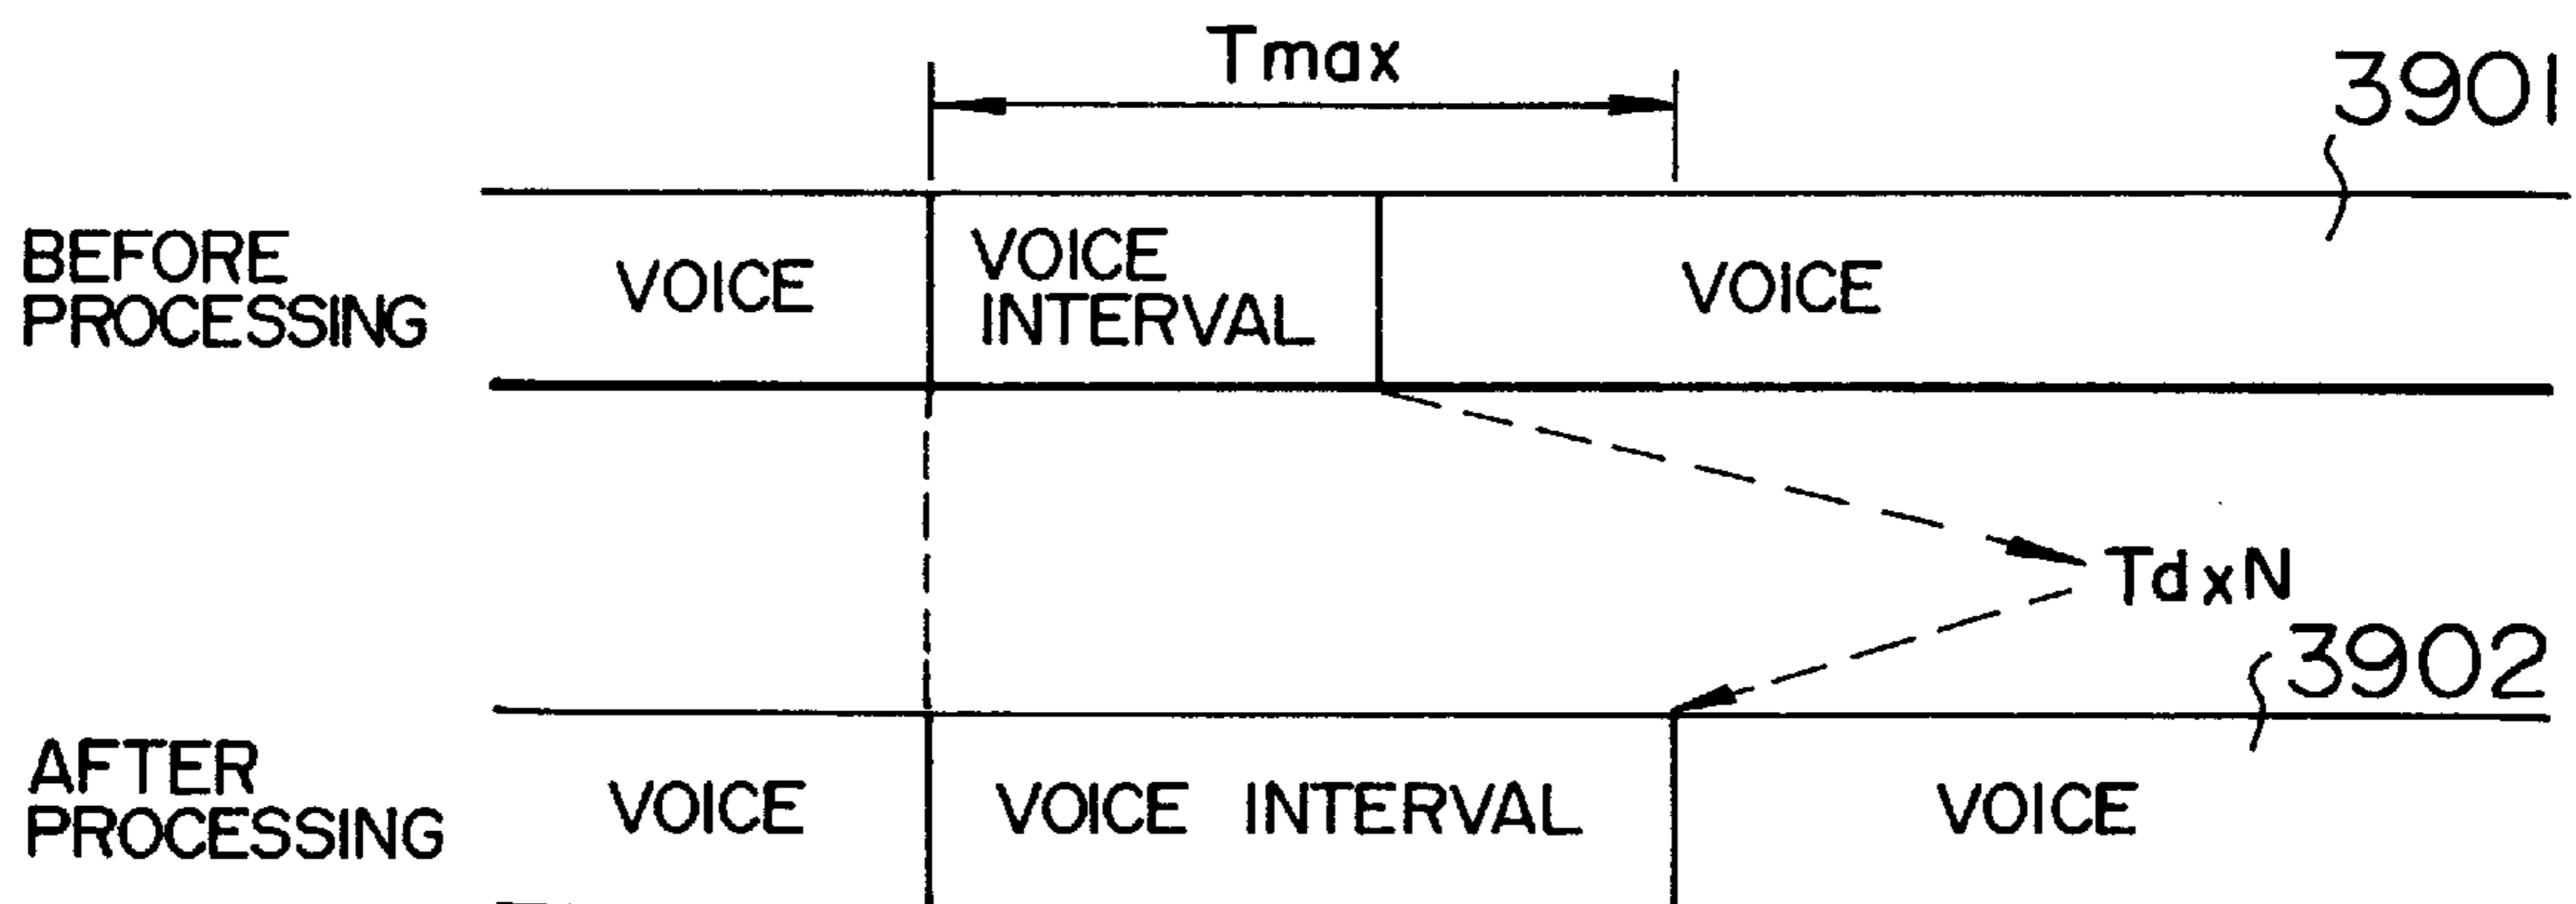 Tmax
3901
BEFORE
PROCESSING
VOICE
VOICE
INTERVAL
VOICE
TdxN
3902
AFTER
PROCESSING
VOICE
VOICE INTERVAL
VOICE